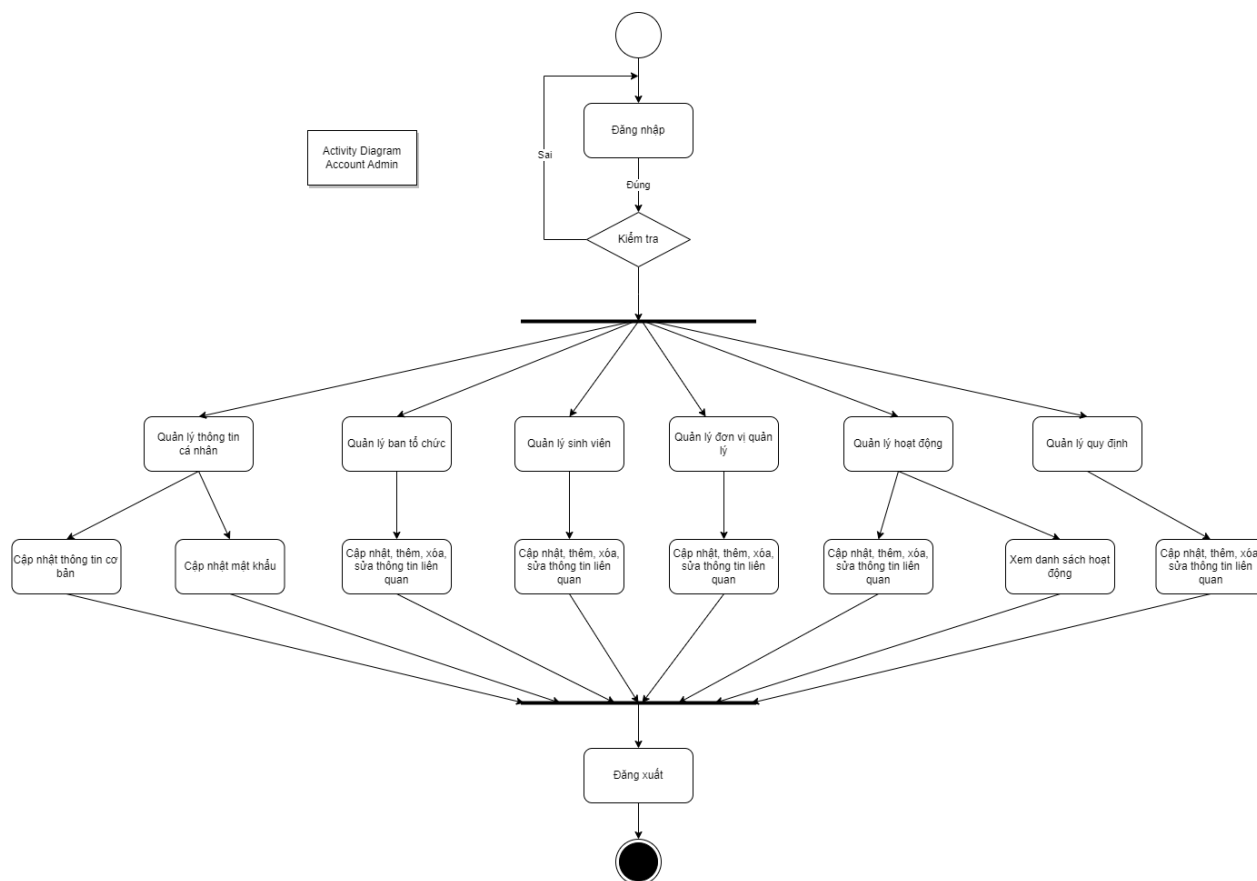 Đăng nhập
Activity Diagram
Account Admin
Sai
Đúng
Kiểm tra
Quản lý thông tin
cá nhân
Quản lý ban tổ chức
Quản lý sinh viên
Quản lý đơn vị quản
lý
Quản lý hoạt động
Quản lý quy định
Cập nhật thông tin cơ
bản
Cập nhật mật khẩu
Cập nhật, thêm, xóa,
sửa thông tin liên
quan
Cập nhật, thêm, xóa,
sửa thông tin liên
quan
Cập nhật, thêm, xóa,
sửa thông tin liên
quan
Cập nhật, thêm, xóa,
sửa thông tin liên
quan
Xem danh sách hoạt
động
Cập nhật, thêm, xóa,
sửa thông tin liên
quan
Đăng xuất